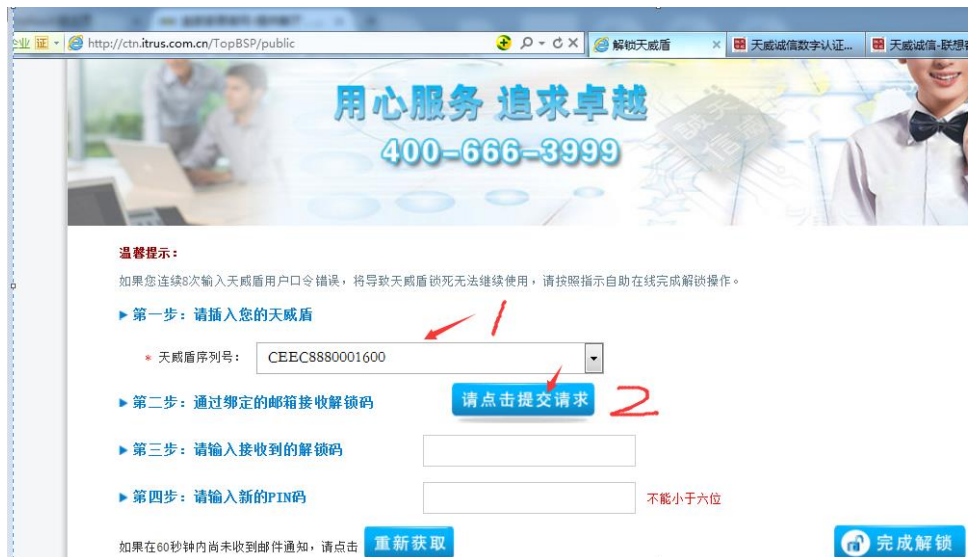 业 证 http://ctn.itrus.com.cn/TopBSP/public 解锁天威盾 天威诚信数字认证... 天威诚信-联想
用心服务 追求卓越
400-666-3999
诚天信威
温馨提示：
如果您连续8次输入天威盾用户口令错误，将导致天威盾锁死无法继续使用，请按照指示自助在线完成解锁操作。
第一步：请插入您的天威盾
1
* 天威盾序列号： CEEC8880001600
第二步：通过绑定的邮箱接收解锁码 请点击提交请求 2
第三步：请输入接收到的解锁码
第四步：请输入新的PIN码 不能小于六位
如果在60秒钟内尚未收到邮件通知，请点击 重新获取 完成解锁